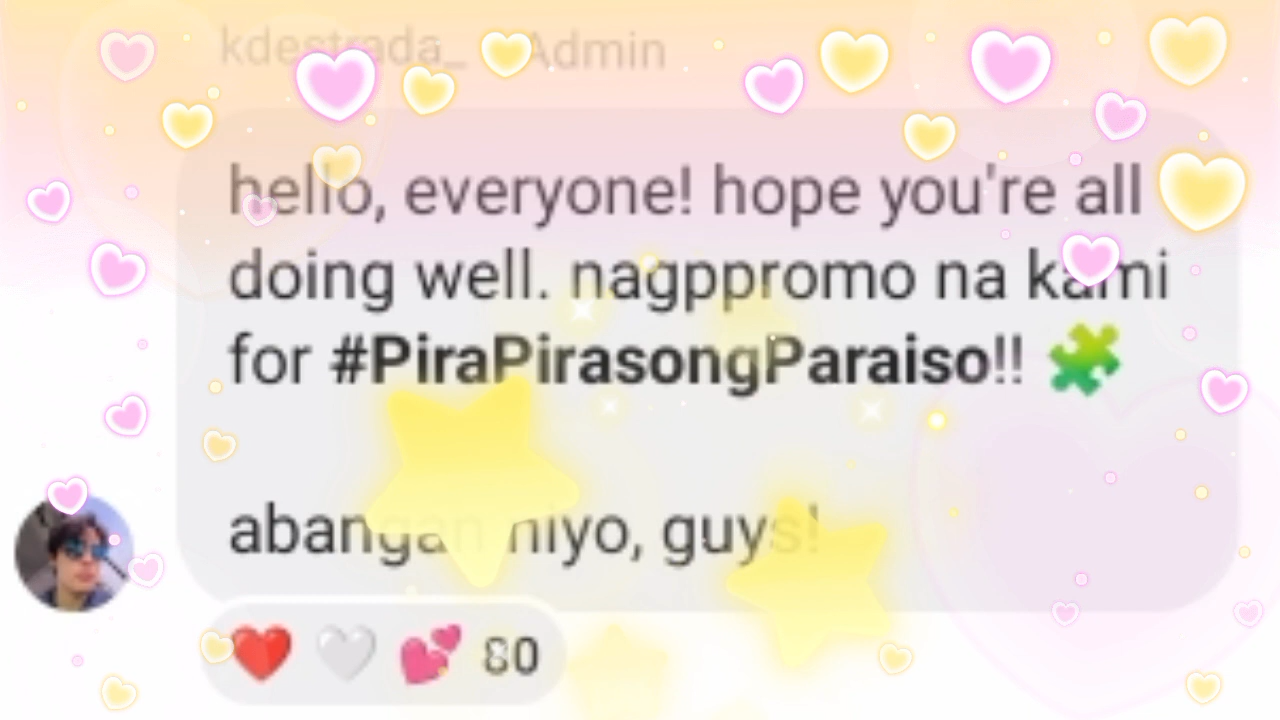 kdestrada_ Admin
hello, everyone! hope you're all
doing well. nagppromo na kami
for #PiraPirasongParaiso!!
abangan niyo, guys!
80